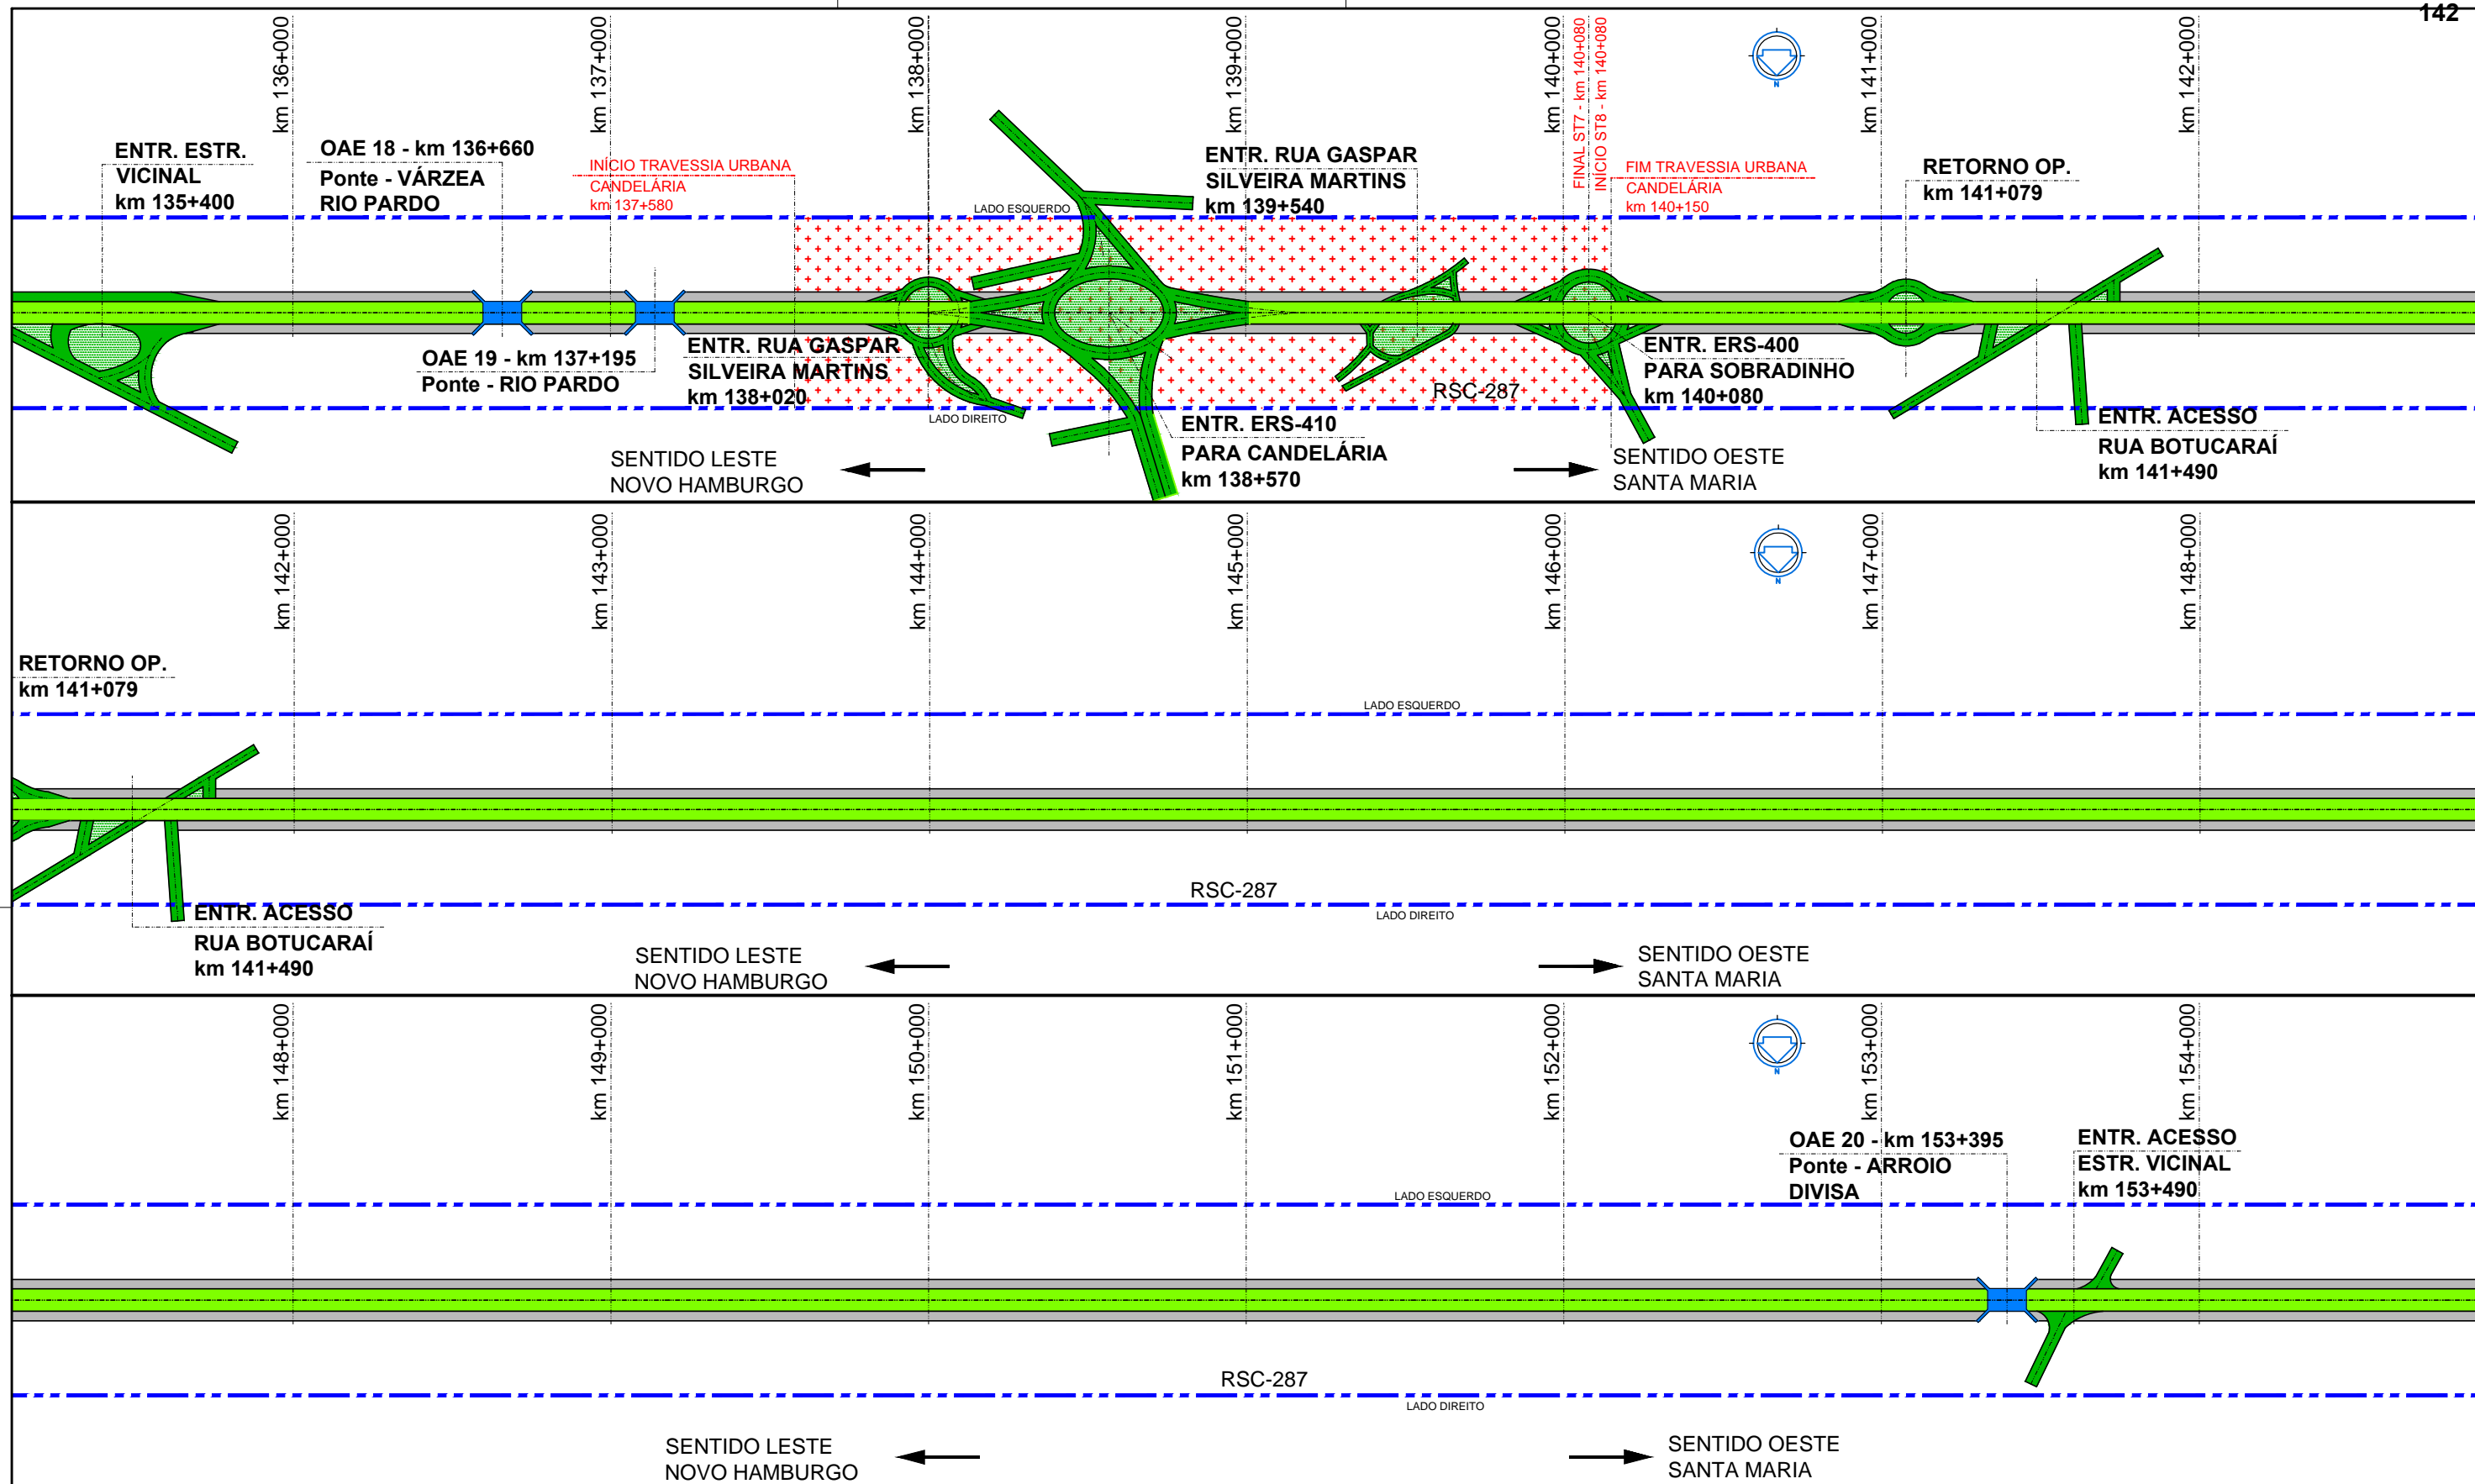 142
km 136+000
km 137+000
km 138+000
km 139+000
km 140+000
FINAL ST7 - km 140+080
INÍCIO ST8 - km 140+080
km 141+000
km 142+000
N
ENTR. ESTR.
VICINAL
km 135+400
OAE 18 - km 136+660
Ponte - VÁRZEA
RIO PARDO
INÍCIO TRAVESSIA URBANA
CANDELÁRIA
km 137+580
LADO ESQUERDO
ENTR. RUA GASPAR
SILVEIRA MARTINS
km 139+540
FIM TRAVESSIA URBANA
CANDELÁRIA
km 140+150
RETORNO OP.
km 141+079
OAE 19 - km 137+195
Ponte - RIO PARDO
ENTR. RUA GASPAR
SILVEIRA MARTINS
km 138+020
LADO DIREITO
ENTR. ERS-410
PARA CANDELÁRIA
km 138+570
RSC-287
ENTR. ERS-400
PARA SOBRADINHO
km 140+080
ENTR. ACESSO
RUA BOTUCARAÍ
km 141+490
SENTIDO LESTE
NOVO HAMBURGO
SENTIDO OESTE
SANTA MARIA
km 142+000
km 143+000
km 144+000
km 145+000
km 146+000
km 147+000
km 148+000
N
RETORNO OP.
km 141+079
LADO ESQUERDO
RSC-287
LADO DIREITO
ENTR. ACESSO
RUA BOTUCARAÍ
km 141+490
SENTIDO LESTE
NOVO HAMBURGO
SENTIDO OESTE
SANTA MARIA
km 148+000
km 149+000
km 150+000
km 151+000
km 152+000
km 153+000
km 154+000
N
OAE 20 - km 153+395
Ponte - ARROIO
DIVISA
ENTR. ACESSO
ESTR. VICINAL
km 153+490
LADO ESQUERDO
RSC-287
LADO DIREITO
SENTIDO LESTE
NOVO HAMBURGO
SENTIDO OESTE
SANTA MARIA